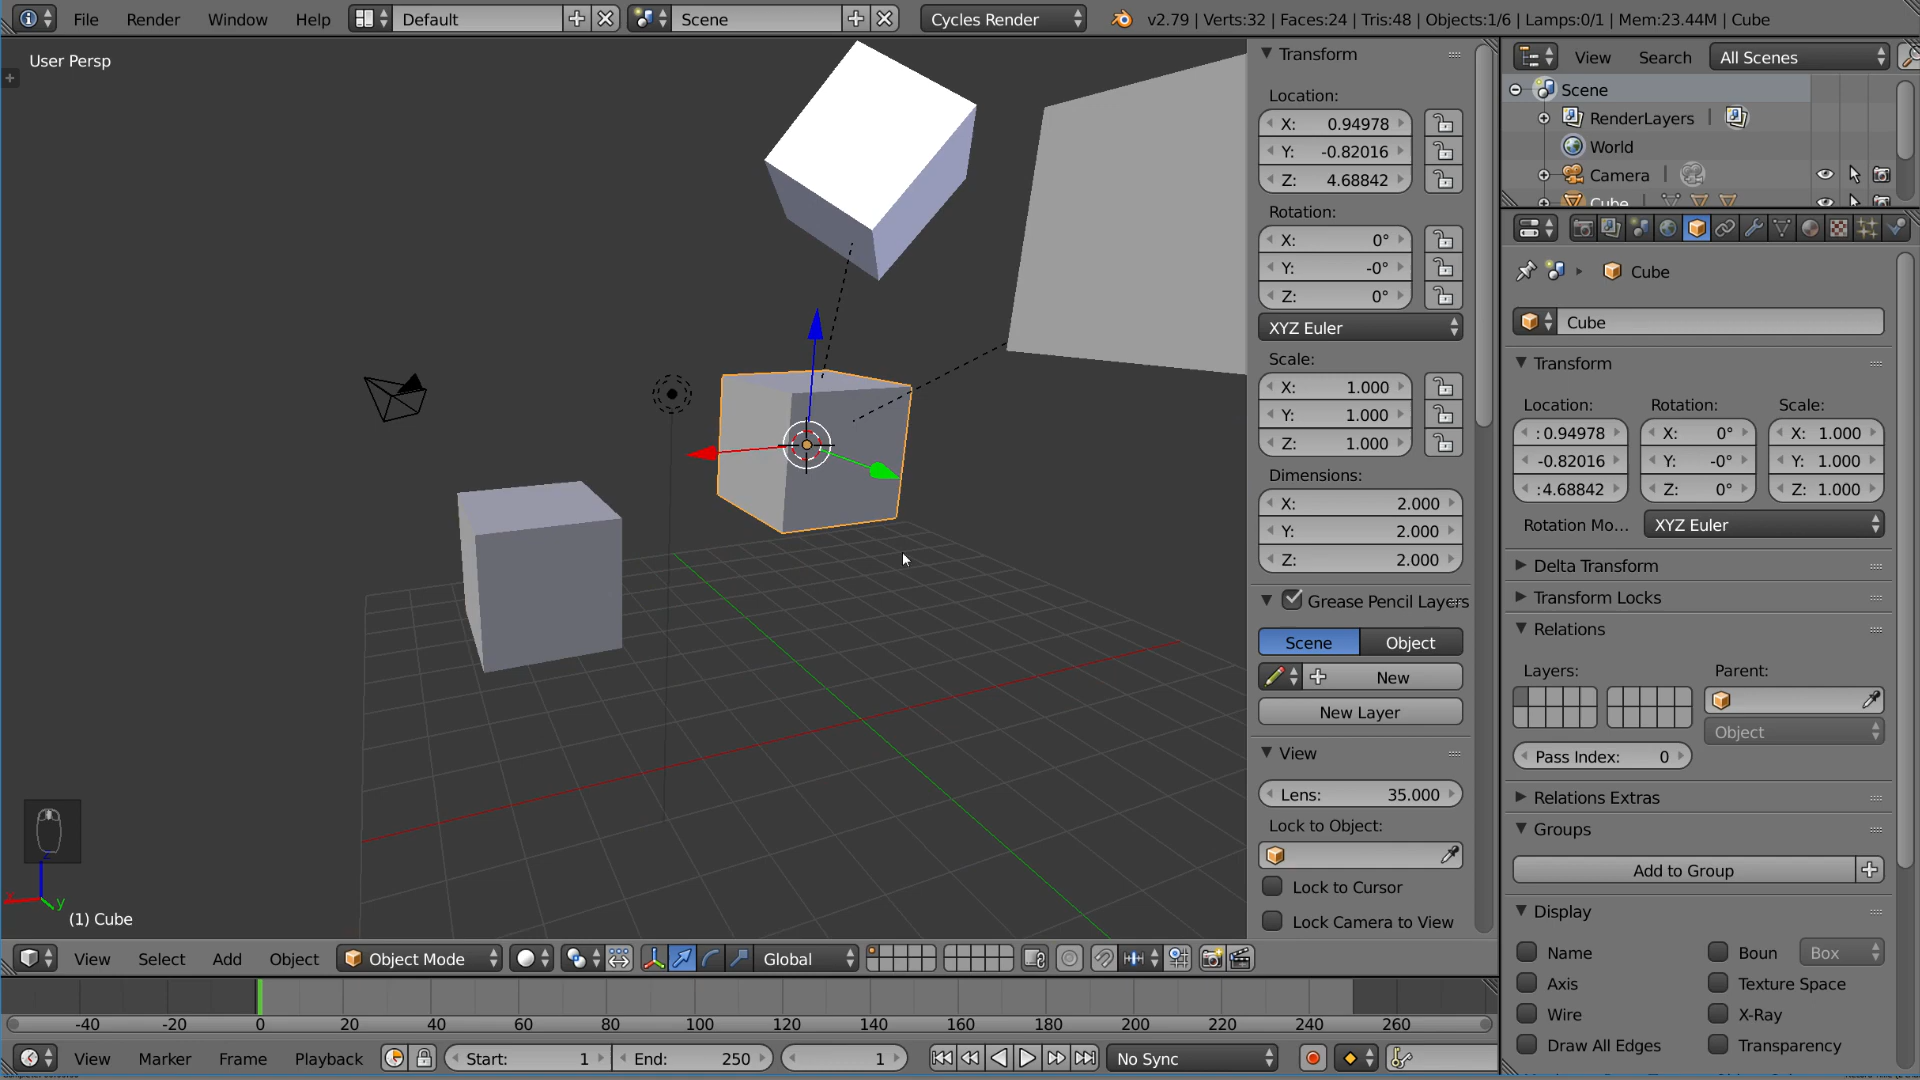 File Render Window Help Default Scene Cycles Render v2.79 | Verts:32 | Faces:24 | Tris:48 | Objects:1/6 | Lamps:0/1 | Mem:23.44M | Cube
User Persp
(1) Cube
Transform
Location:
X: 0.94978
Y: -0.82016
Z: 4.68842
Rotation:
X: 0°
Y: -0°
Z: 0°
XYZ Euler
Scale:
X: 1.000
Y: 1.000
Z: 1.000
Dimensions:
X: 2.000
Y: 2.000
Z: 2.000
Grease Pencil Layers
Scene Object
New
New Layer
View
Lens: 35.000
Lock to Object:
Lock to Cursor
Lock Camera to View
View Search All Scenes
Scene
RenderLayers |
World
Camera |
Cube
Cube
Cube
Transform
Location: Rotation: Scale:
: 0.94978 X: 0° X: 1.000
-0.82016 Y: -0° Y: 1.000
:4.68842 Z: 0° Z: 1.000
Rotation Mo... XYZ Euler
Delta Transform
Transform Locks
Relations
Layers: Parent:
Object
Pass Index: 0
Relations Extras
Groups
Add to Group
Display
Name Boun Box
Axis Texture Space
Wire X-Ray
Draw All Edges Transparency
z
x y
View Select Add Object Object Mode Global
-40 -20 0 20 40 60 80 100 120 140 160 180 200 220 240 260
View Marker Frame Playback Start: 1 End: 250 1 No Sync